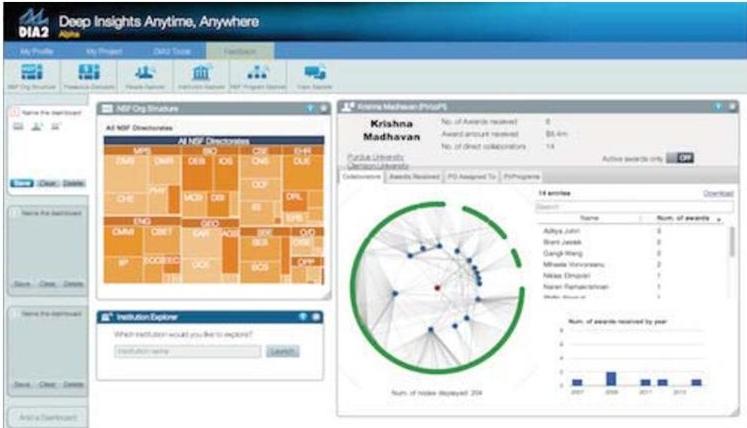 DIA2
Deep Insights Anytime, Anywhere
Alpha
My Profile
My Project
DIA2 Tools
Feedback
NSF Org Structure
People Explorer
Institution Explorer
NSF Program Explorer
Topic Explorer
Name the dashboard
Save Clear Delete
Name the dashboard
Save Clear Delete
Name the dashboard
Save Clear Delete
Add a Dashboard
NSF Org Structure
All NSF Directorates
All NSF Directorates
MPS
BIO
CSE
EHR
DMS
DMR
DEB
IOS
CNS
DUE
CCF
CHE
PHY
MCB
DBI
IIS
DRL
ENG
GEO
SBE
O/D
CMMI
CBET
EAR
AGS
SES
OISE
IIP
ECCS
EEC
OCE
BCS
OPP
Institution Explorer
Which institution would you like to explore?
Institution name
Launch
Krishna Madhavan (PI/coPI)
Krishna
Madhavan
No. of Awards received 8
Award amount received $5.4m
No. of direct collaborators 14
Purdue University
Clemson University
Active awards only OFF
Collaborators
Awards Received
PO Assigned To
PI/Programs
14 entries
Download
Search
Name
Num. of awards
Aditya Johri 3
Brent Jesiek 2
Gangli Wang 2
Mihaela Vorvoreanu 2
Niklas Elmqvist 1
Naren Ramakrishnan 1
Num. of nodes displayed: 204
Num. of awards received by year
8
6
4
2
0
2007
2009
2011
2013